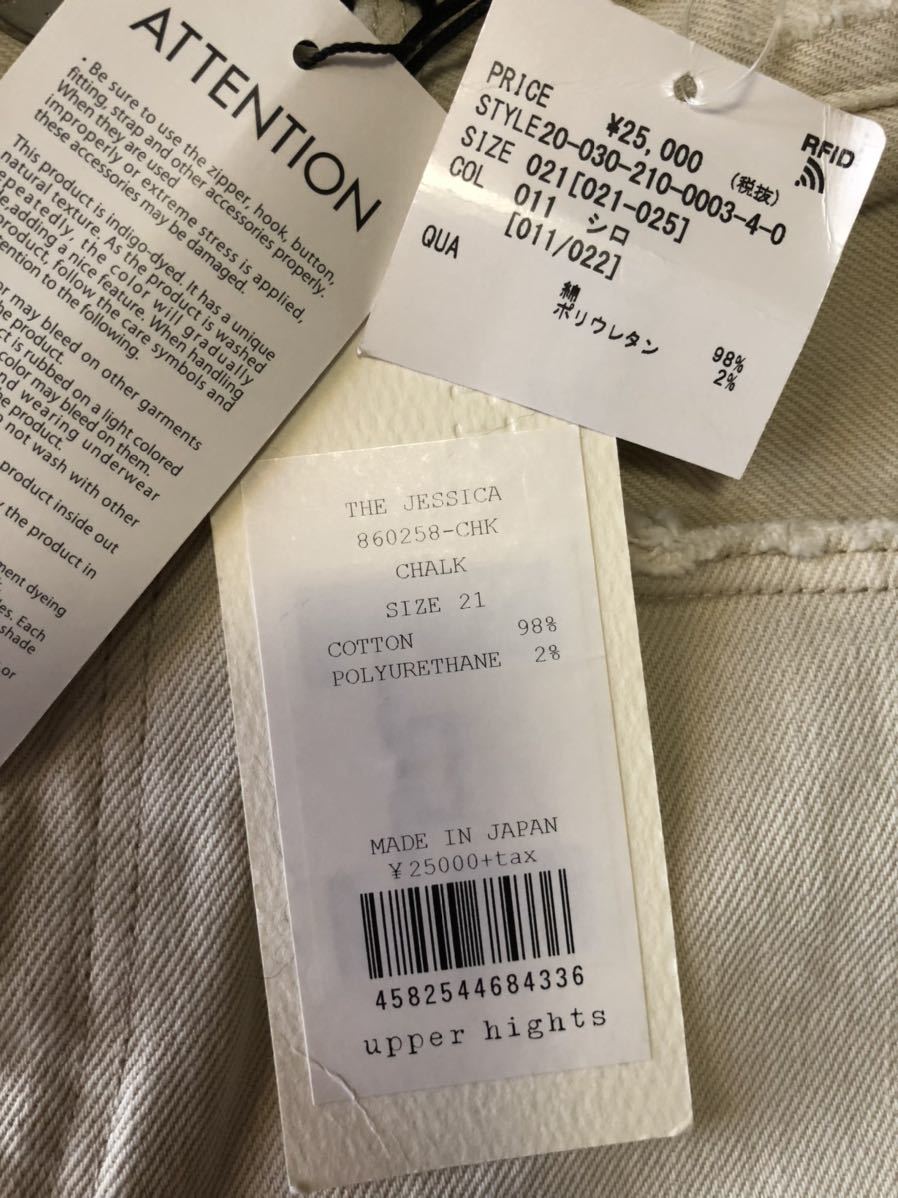 ATTENTION
・Be sure to use the zipper, hook, button,
fitting, strap and other accessories properly.
When they are used
improperly or extreme stress is applied,
these accessories may be damaged.
This product is indigo-dyed. It has a unique
natural texture. As the product is washed
repeatedly, the color will gradually
adding a nice feature. When handling
product, follow the care symbols and
to the following.
may bleed on other garments
product.
is rubbed on a light colored
color may bleed on them.
wearing underwear
product.
not wash with other
product inside out
the product in
dyeing
Each
shade
or
PRICE
¥25,000 (税抜)
STYLE20-030-210-0003-4-0
SIZE 021[021-025]
COL 011 シロ
[011/022]
QUA
綿 98%
ポリウレタン 2%
RFID
THE JESSICA
860258-CHK
CHALK
SIZE 21
COTTON 98%
POLYURETHANE 2%
MADE IN JAPAN
¥25000+tax
4582544684336
upper hights